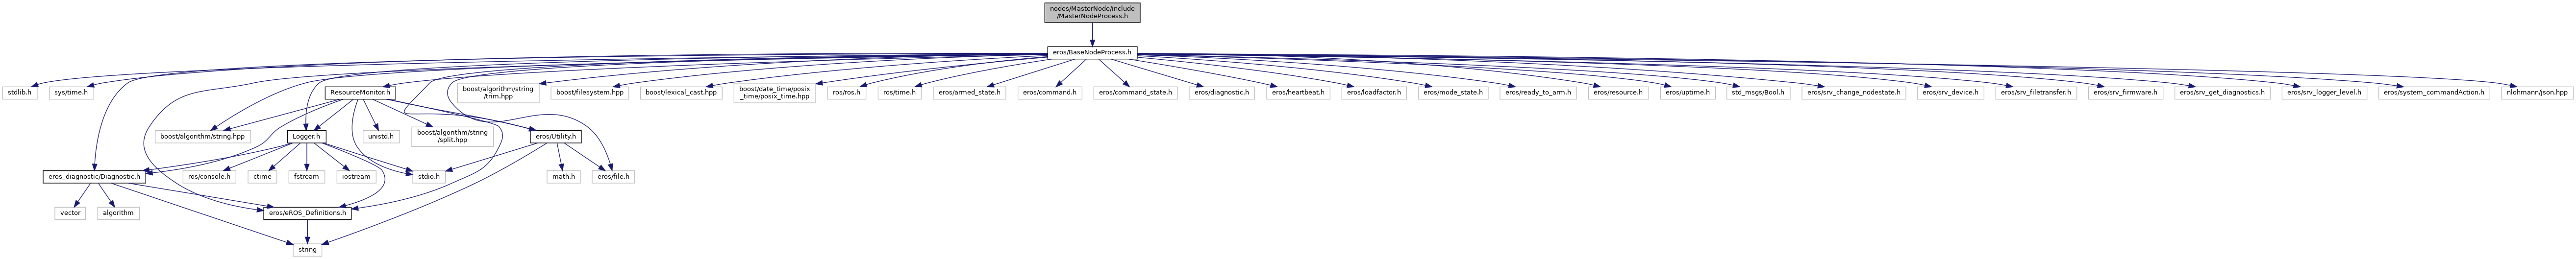 nodes/MasterNode/include
/MasterNodeProcess.h
eros/BaseNodeProcess.h
stdlib.h
sys/time.h
ResourceMonitor.h
boost/algorithm/string
/trim.hpp
boost/filesystem.hpp
boost/lexical_cast.hpp
boost/date_time/posix
_time/posix_time.hpp
ros/ros.h
ros/time.h
eros/armed_state.h
eros/command.h
eros/command_state.h
eros/diagnostic.h
eros/heartbeat.h
eros/loadfactor.h
eros/mode_state.h
eros/ready_to_arm.h
eros/resource.h
eros/uptime.h
std_msgs/Bool.h
eros/srv_change_nodestate.h
eros/srv_device.h
eros/srv_filetransfer.h
eros/srv_firmware.h
eros/srv_get_diagnostics.h
eros/srv_logger_level.h
eros/system_commandAction.h
nlohmann/json.hpp
boost/algorithm/string.hpp
Logger.h
unistd.h
boost/algorithm/string
/split.hpp
eros/Utility.h
eros_diagnostic/Diagnostic.h
ros/console.h
ctime
fstream
iostream
stdio.h
math.h
eros/file.h
vector
algorithm
eros/eROS_Definitions.h
string